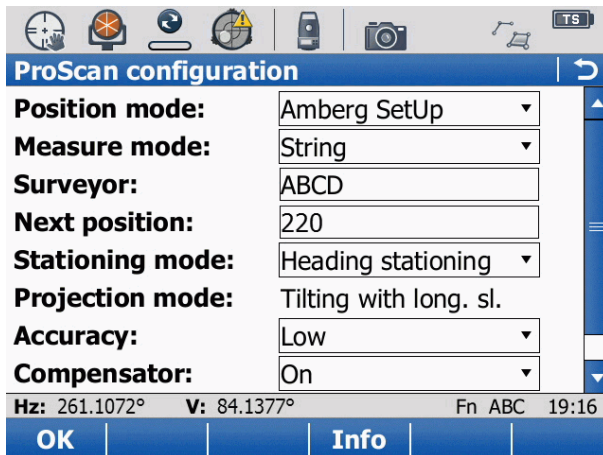 TS
ProScan configuration
Position mode: Amberg SetUp
Measure mode: String
Surveyor: ABCD
Next position: 220
Stationing mode: Heading stationing
Projection mode: Tilting with long. sl.
Accuracy: Low
Compensator: On
Hz: 261.1072° V: 84.1377° Fn ABC 19:16
OK Info